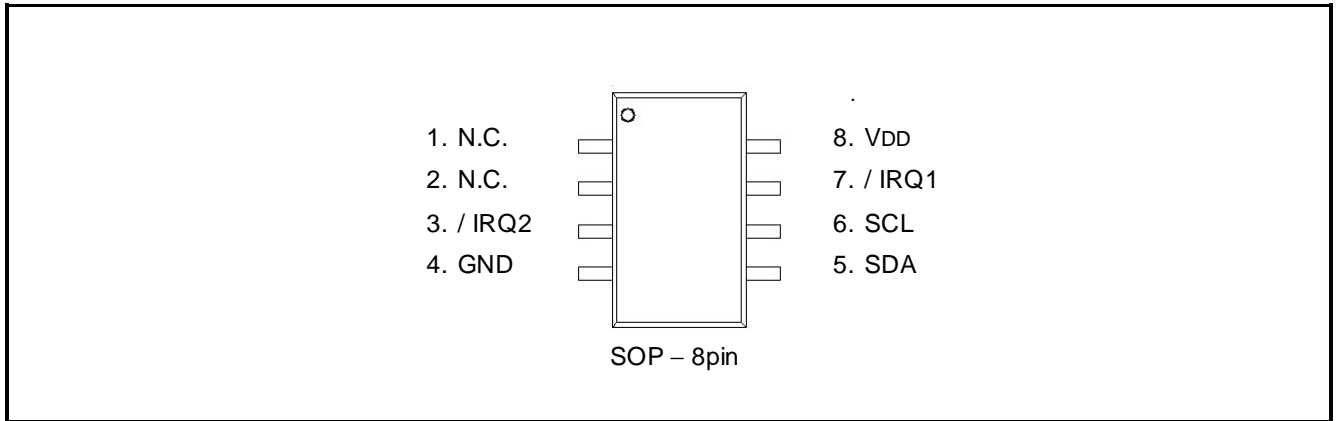 1. N.C.
2. N.C.
3. / IRQ2
4. GND
8. VDD
7. / IRQ1
6. SCL
5. SDA
SOP – 8pin